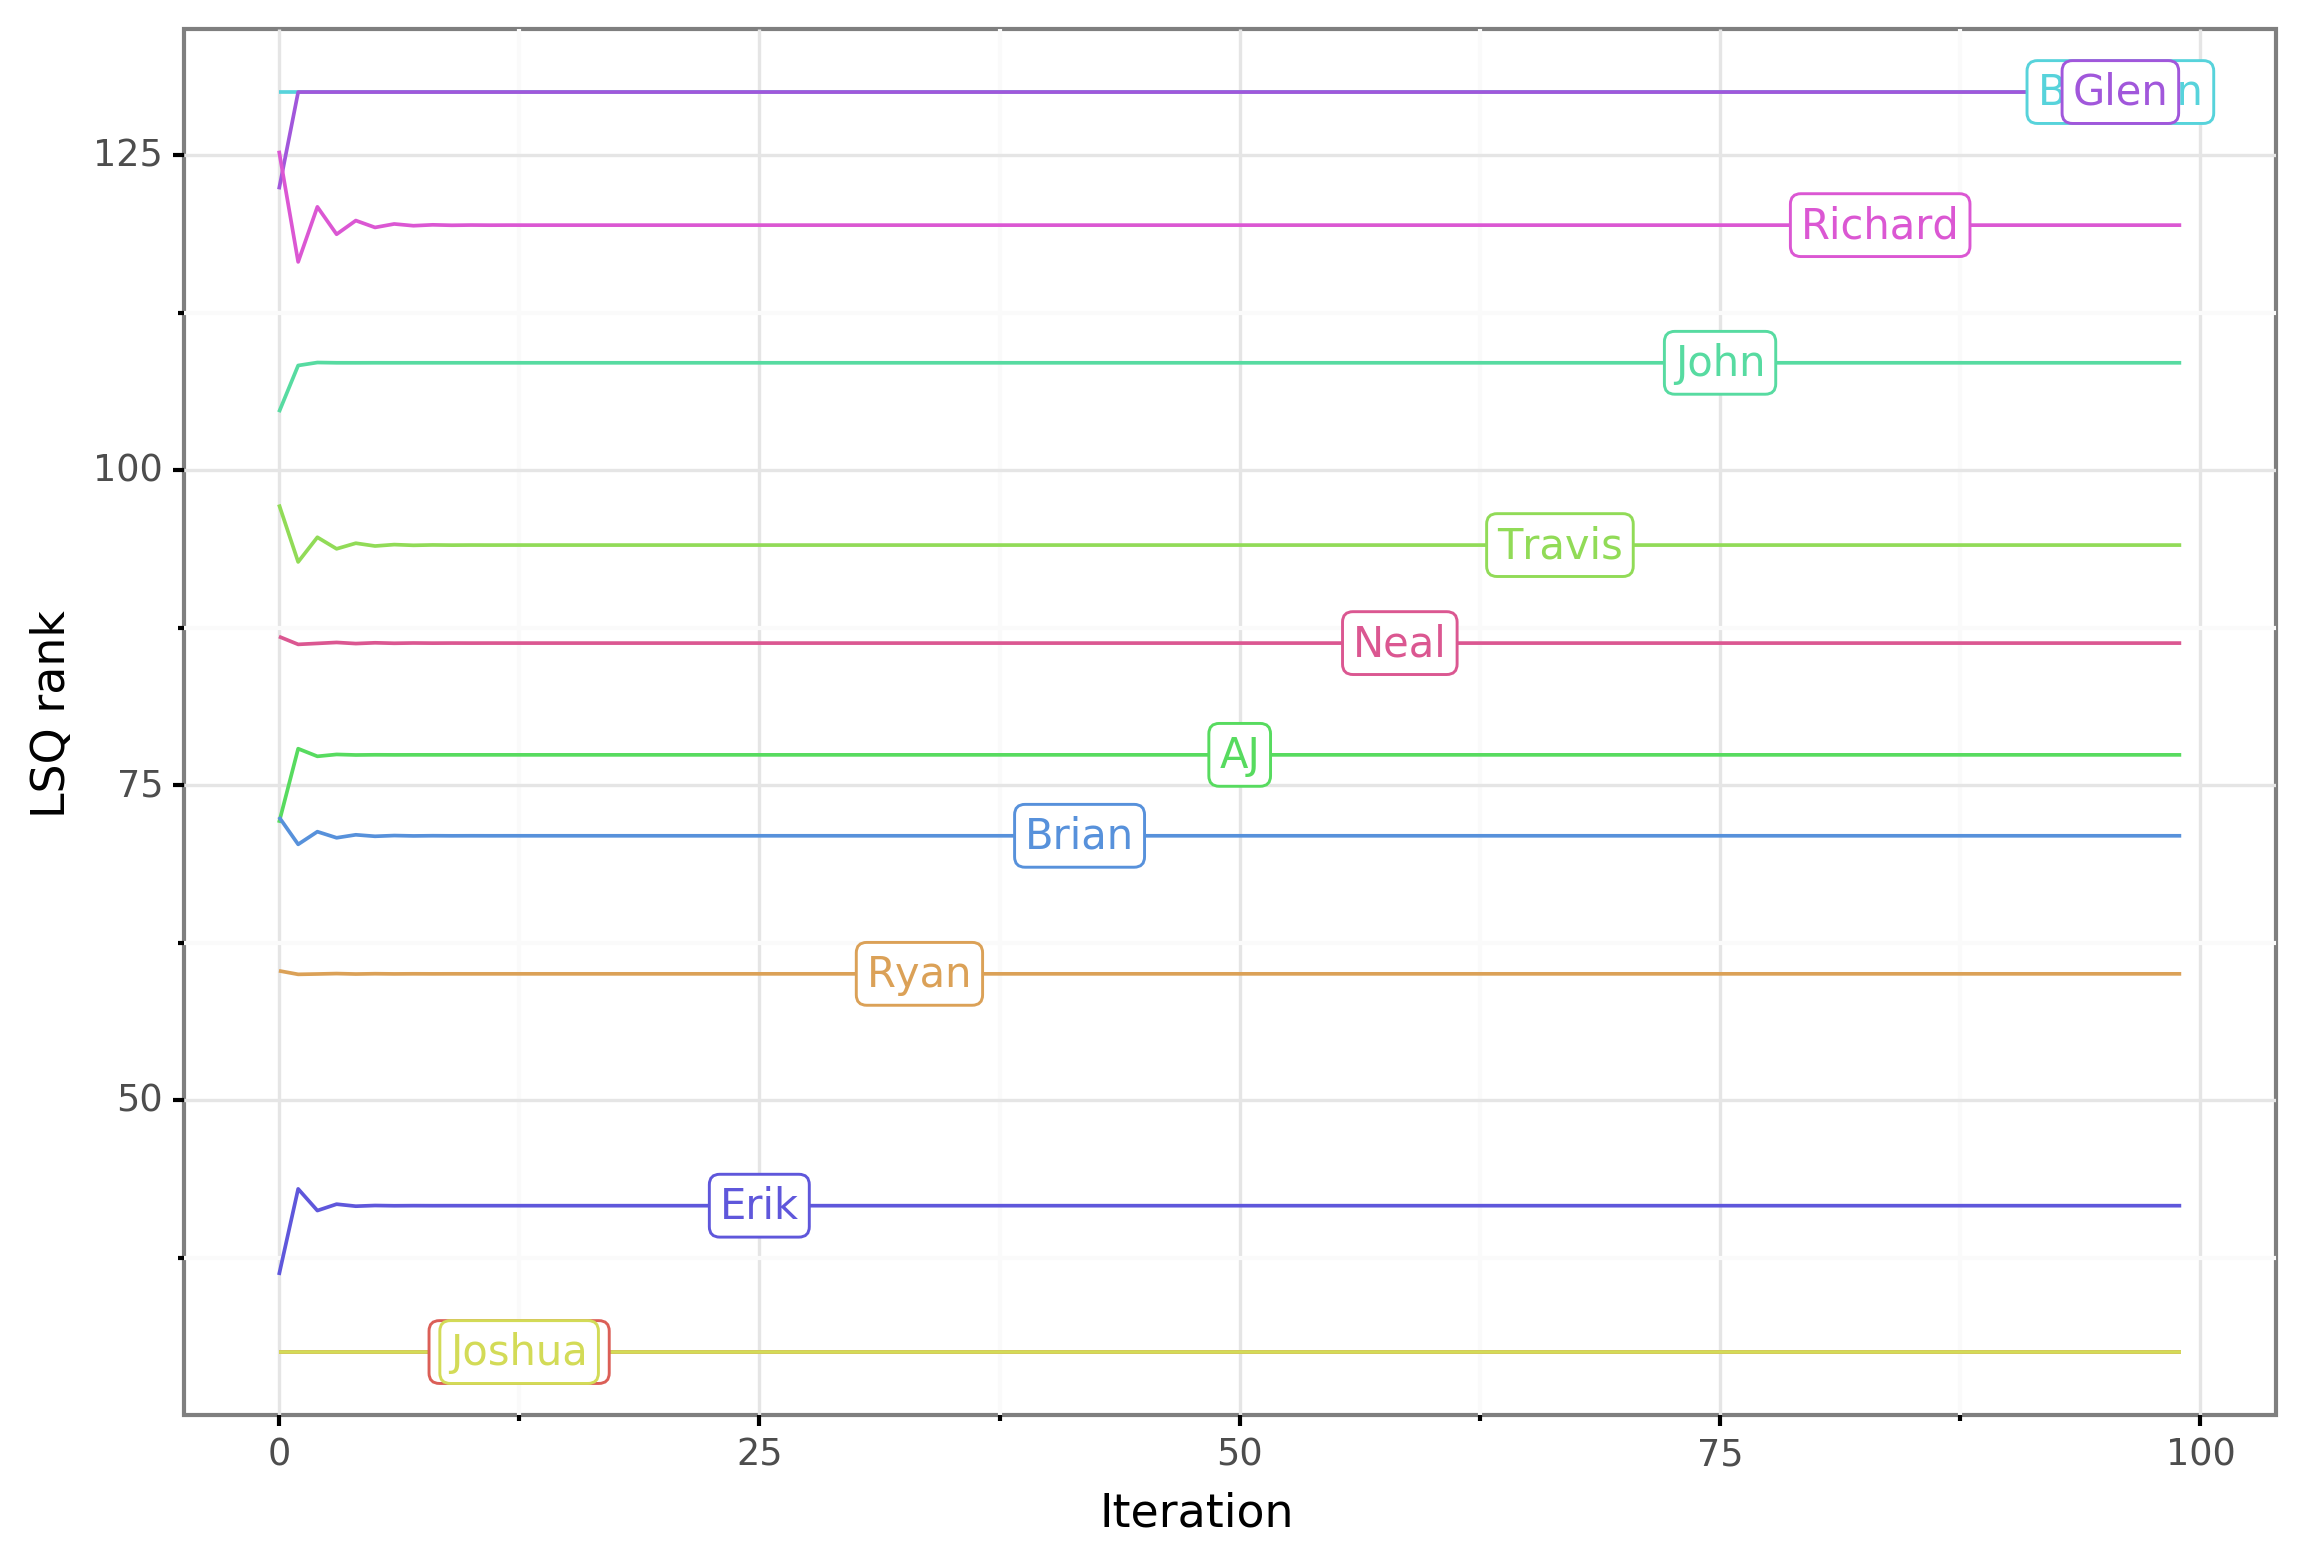 Glen
125
Richard
John
100
Travis
Neal
AJ
75
Brian
LSQ rank
Ryan
50
Erik
Joshua
0 25 50 75 100
Iteration